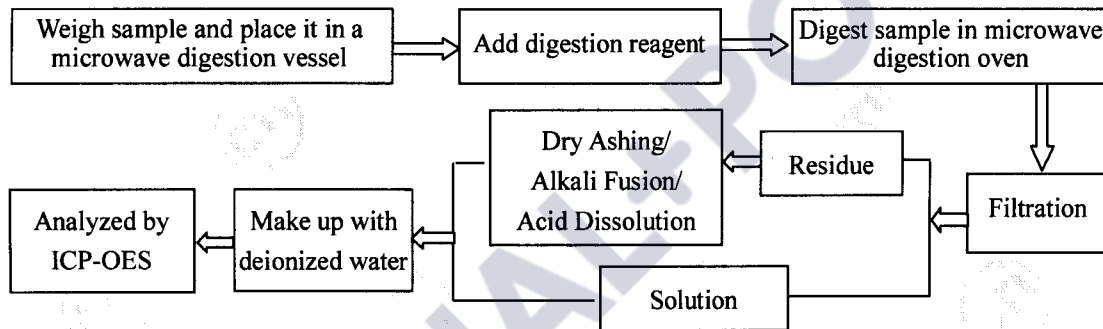 Weigh sample and place it in a
microwave digestion vessel
Add digestion reagent
Digest sample in microwave
digestion oven
Filtration
Residue
Dry Ashing/
Alkali Fusion/
Acid Dissolution
Solution
Make up with
deionized water
Analyzed by
ICP-OES